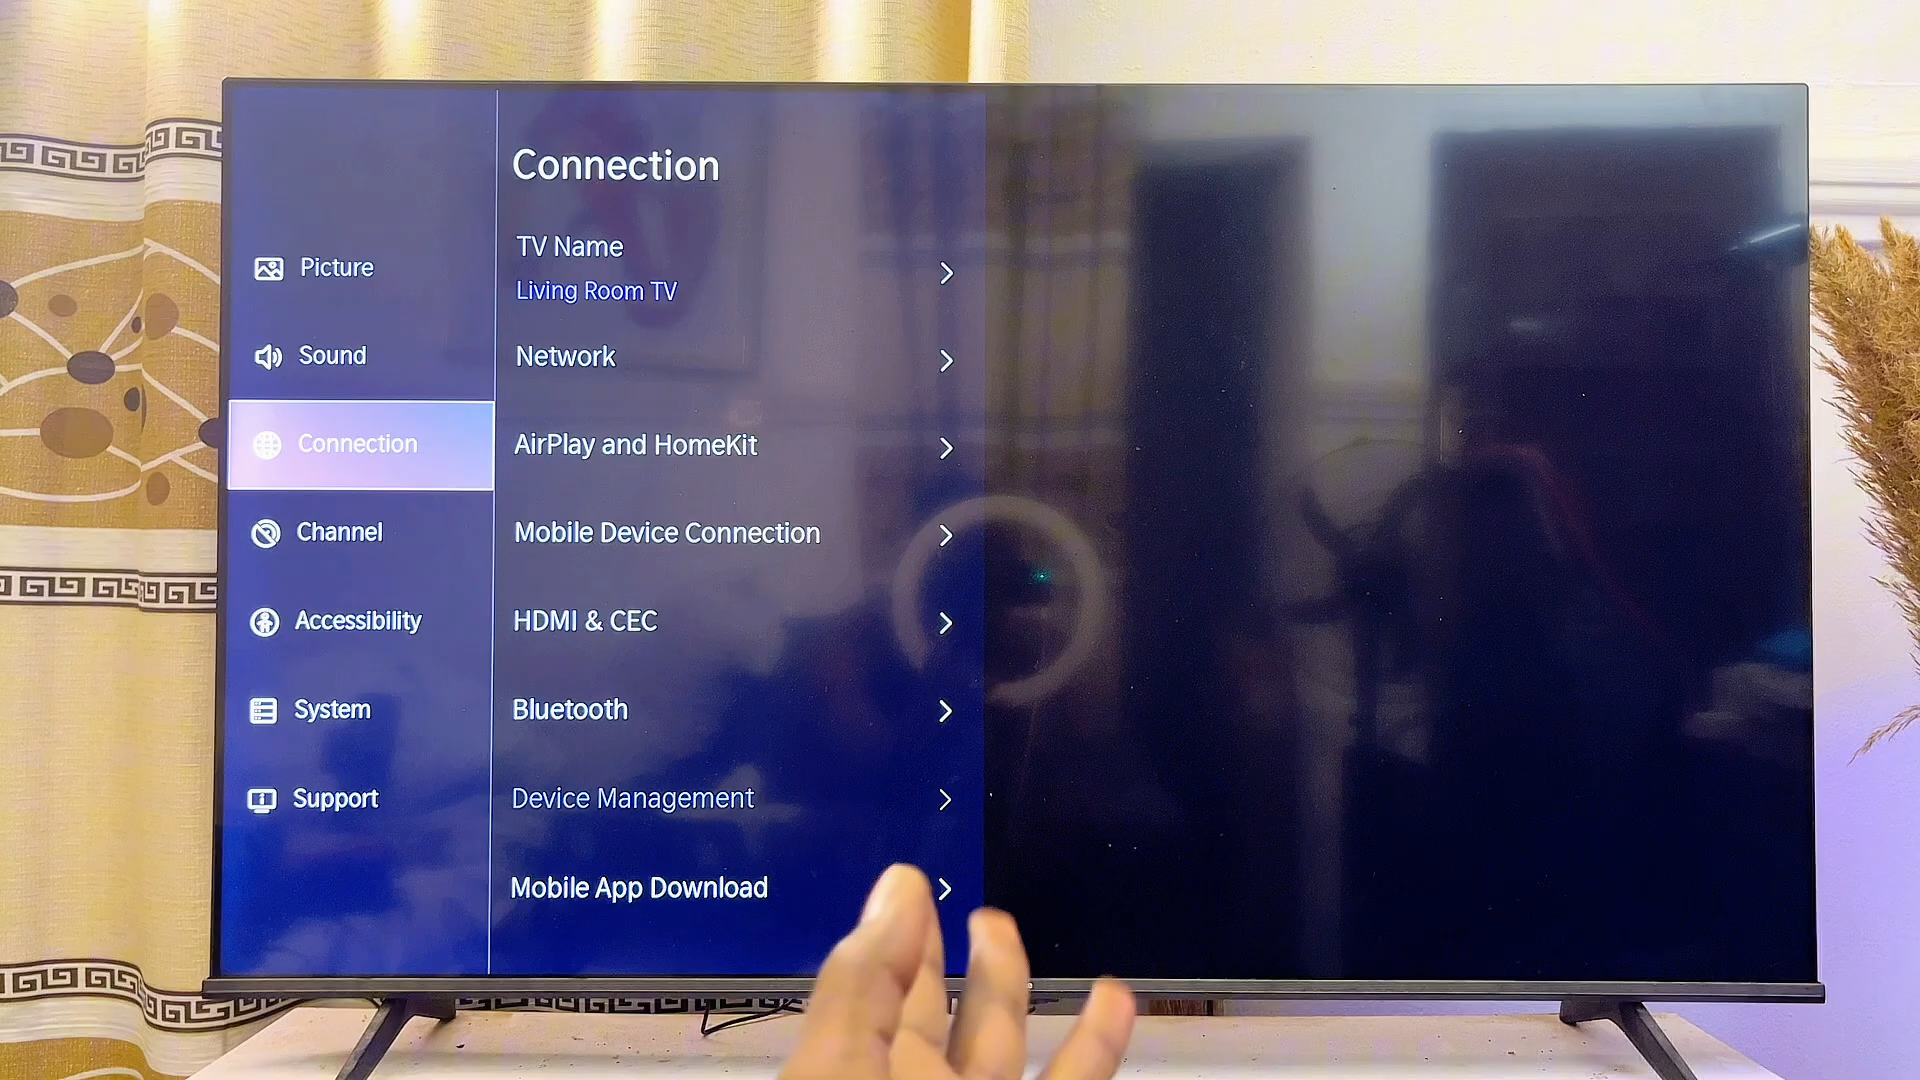 Picture
Sound
Connection
Channel
Accessibility
System
Support
Connection
TV Name
Living Room TV
Network
AirPlay and HomeKit
Mobile Device Connection
HDMI & CEC
Bluetooth
Device Management
Mobile App Download